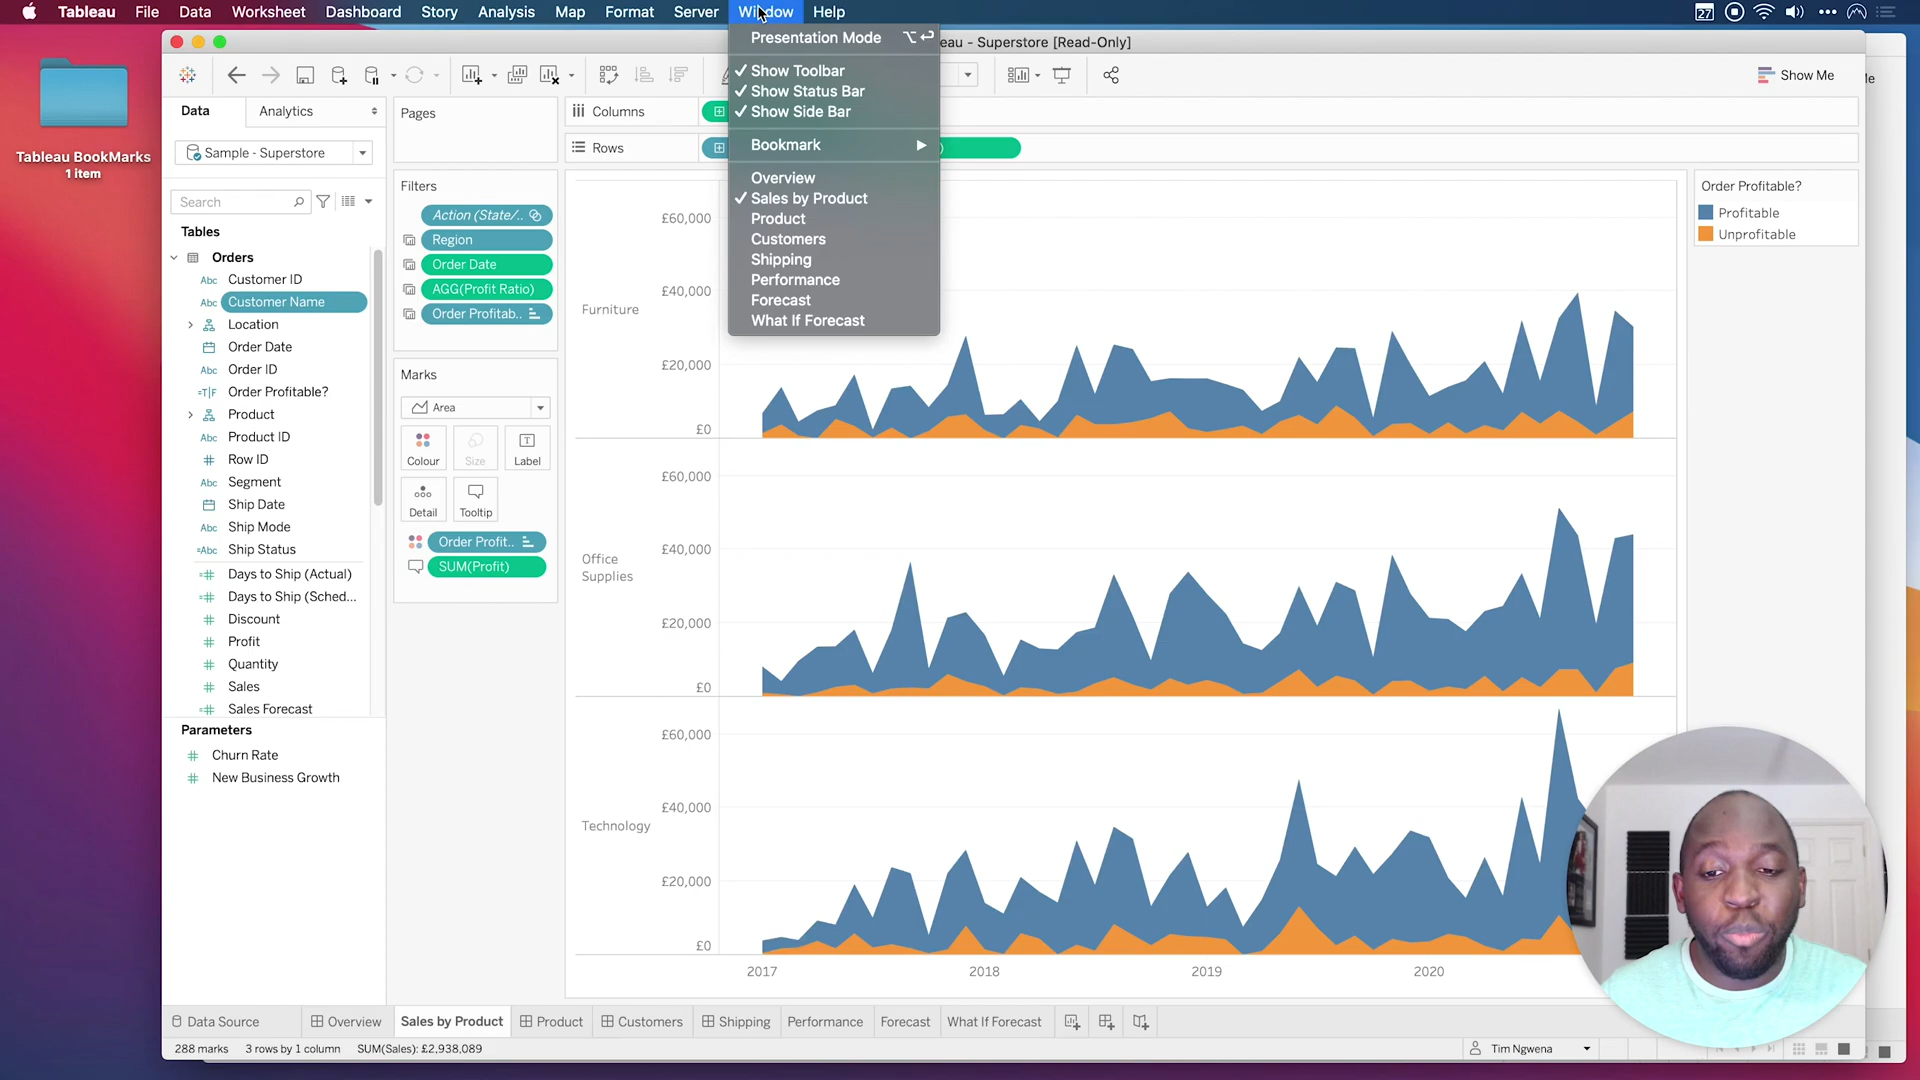 Tableau File Data Worksheet Dashboard Story Analysis Map Format Server Window Help
27
Presentation Mode
eau - Superstore [Read-Only]
Show Toolbar
Show Status Bar
Show Side Bar
Bookmark
Overview
Sales by Product
Product
Customers
Shipping
Performance
Forecast
What If Forecast
Show Me
Tableau BookMarks
1 item
Data
Analytics
Sample - Superstore
Search
Tables
Orders
Abc Customer ID
Abc Customer Name
Location
Order Date
Abc Order ID
=T|F Order Profitable?
Product
Abc Product ID
# Row ID
Abc Segment
Ship Date
Abc Ship Mode
=Abc Ship Status
=# Days to Ship (Actual)
=# Days to Ship (Sched...
# Discount
# Profit
# Quantity
# Sales
=# Sales Forecast
Parameters
# Churn Rate
# New Business Growth
Pages
Filters
Action (State/..
Region
Order Date
AGG(Profit Ratio)
Order Profitab..
Marks
Area
Colour
Size
Label
Detail
Tooltip
Order Profit..
SUM(Profit)
Columns
Rows
Furniture
£60,000
£40,000
£20,000
£0
Office
Supplies
£60,000
£40,000
£20,000
£0
Technology
£60,000
£40,000
£20,000
£0
2017 2018 2019 2020
Order Profitable?
Profitable
Unprofitable
Data Source Overview Sales by Product Product Customers Shipping Performance Forecast What If Forecast
288 marks 3 rows by 1 column SUM(Sales): £2,938,089
Tim Ngwena